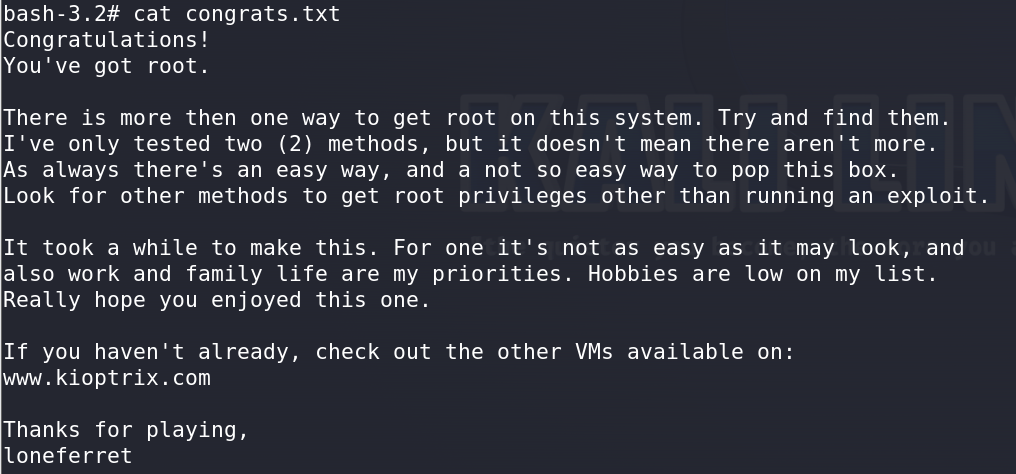 bash-3.2# cat congrats.txt
Congratulations!
You've got root.
There is more then one way to get root on this system. Try and find them.
I've only tested two (2) methods, but it doesn't mean there aren't more.
As always there's an easy way, and a not so easy way to pop this box.
Look for other methods to get root privileges other than running an exploit.
It took a while to make this. For one it's not as easy as it may look, and
also work and family life are my priorities. Hobbies are low on my list.
Really hope you enjoyed this one.
If you haven't already, check out the other VMs available on:
www.kioptrix.com
Thanks for playing,
loneferret